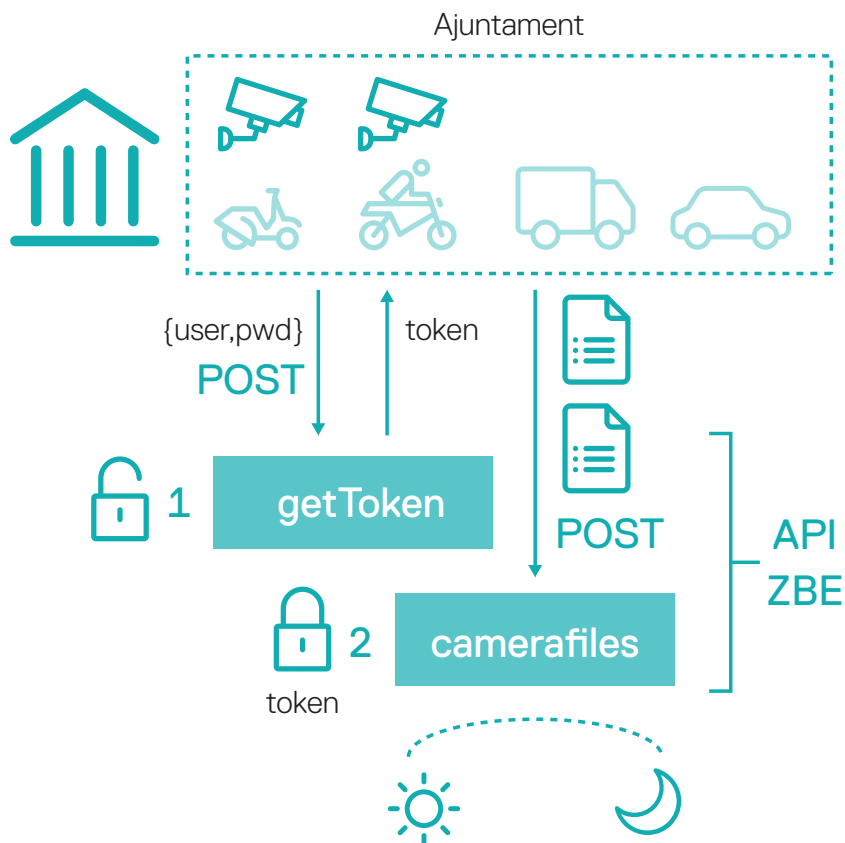 Ajuntament
{user,pwd}
POST
token
1
getToken
POST
API
ZBE
2
camerafiles
token